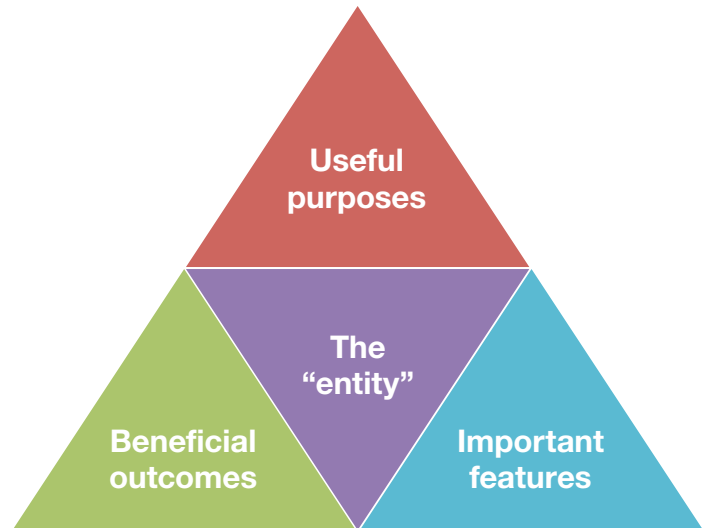 Useful
purposes
The
“entity”
Beneficial
outcomes
Important
features